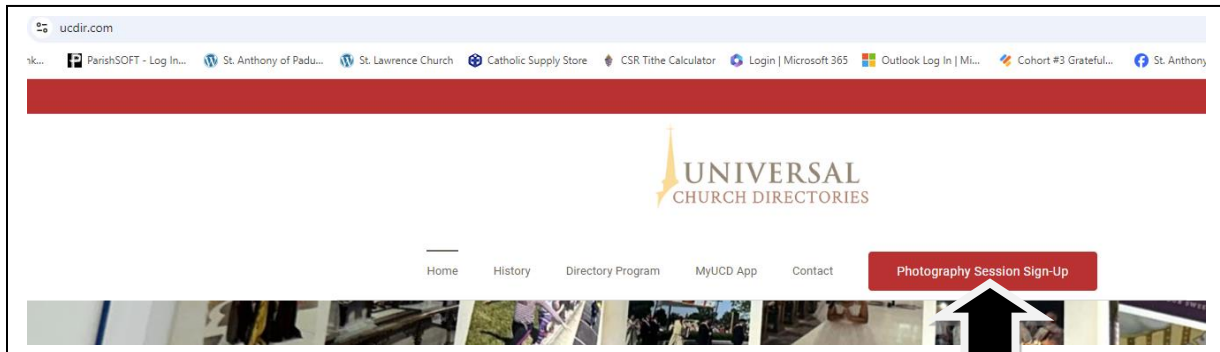 ucdir.com
ParishSOFT - Log In... St. Anthony of Padu... St. Lawrence Church Catholic Supply Store CSR Tithe Calculator Login | Microsoft 365 Outlook Log In | Mi... Cohort #3 Grateful... St. Anthony
UNIVERSAL
CHURCH DIRECTORIES
Home History Directory Program MyUCD App Contact Photography Session Sign-Up